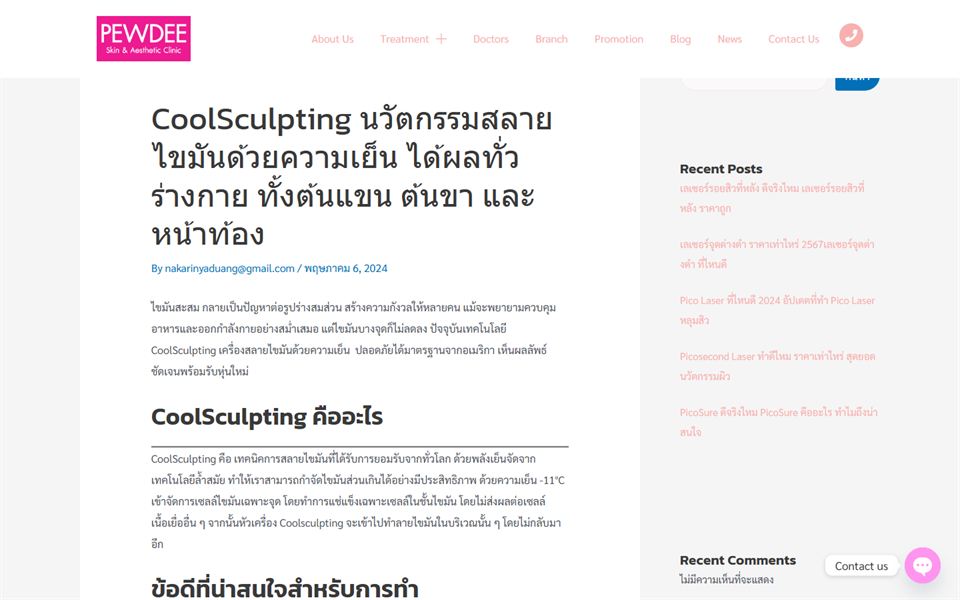 PEWDEE
Skin & Aesthetic Clinic
About Us
Treatment
Doctors
Branch
Promotion
Blog
News
Contact Us
CoolSculpting นวัตกรรมสลาย
ไขมันด้วยความเย็น ได้ผลทั่ว
ร่างกาย ทั้งต้นแขน ต้นขา และ
หน้าท้อง
By nakarinyaduang@gmail.com / พฤษภาคม 6, 2024
ไขมันสะสม กลายเป็นปัญหาต่อรูปร่างสมส่วน สร้างความกังวลให้หลายคน แม้จะพยายามควบคุม
อาหารและออกกำลังกายอย่างสม่ำเสมอ แต่ไขมันบางจุดก็ไม่ลดลง ปัจจุบันเทคโนโลยี
CoolSculpting เครื่องสลายไขมันด้วยความเย็น ปลอดภัยได้มาตรฐานจากอเมริกา เห็นผลลัพธ์
ชัดเจนพร้อมรับหุ่นใหม่
CoolSculpting คืออะไร
CoolSculpting คือ เทคนิคการสลายไขมันที่ได้รับการยอมรับจากทั่วโลก ด้วยพลังเย็นจัดจาก
เทคโนโลยีล้ำสมัย ทำให้เราสามารถกำจัดไขมันส่วนเกินได้อย่างมีประสิทธิภาพ ด้วยความเย็น -11°C
เข้าจัดการเซลล์ไขมันเฉพาะจุด โดยทำการแช่แข็งเฉพาะเซลล์ในชั้นไขมัน โดยไม่ส่งผลต่อเซลล์
เนื้อเยื่ออื่น ๆ จากนั้นหัวเครื่อง Coolsculpting จะเข้าไปทำลายไขมันในบริเวณนั้น ๆ โดยไม่กลับมา
อีก
ข้อดีที่น่าสนใจสำหรับการทำ
Recent Posts
เลเซอร์รอยสิวที่หลัง ดีจริงไหม เลเซอร์รอยสิวที่
หลัง ราคาถูก
เลเซอร์จุดด่างดำ ราคาเท่าไหร่ 2567เลเซอร์จุดด่า
งดำ ที่ไหนดี
Pico Laser ที่ไหนดี 2024 อัปเดตที่ทำ Pico Laser
หลุมสิว
Picosecond Laser ทำดีไหม ราคาเท่าไหร่ สุดยอด
นวัตกรรมผิว
PicoSure ดีจริงไหม PicoSure คืออะไร ทำไมถึงน่า
สนใจ
Recent Comments
ไม่มีความเห็นที่จะแสดง
Contact us